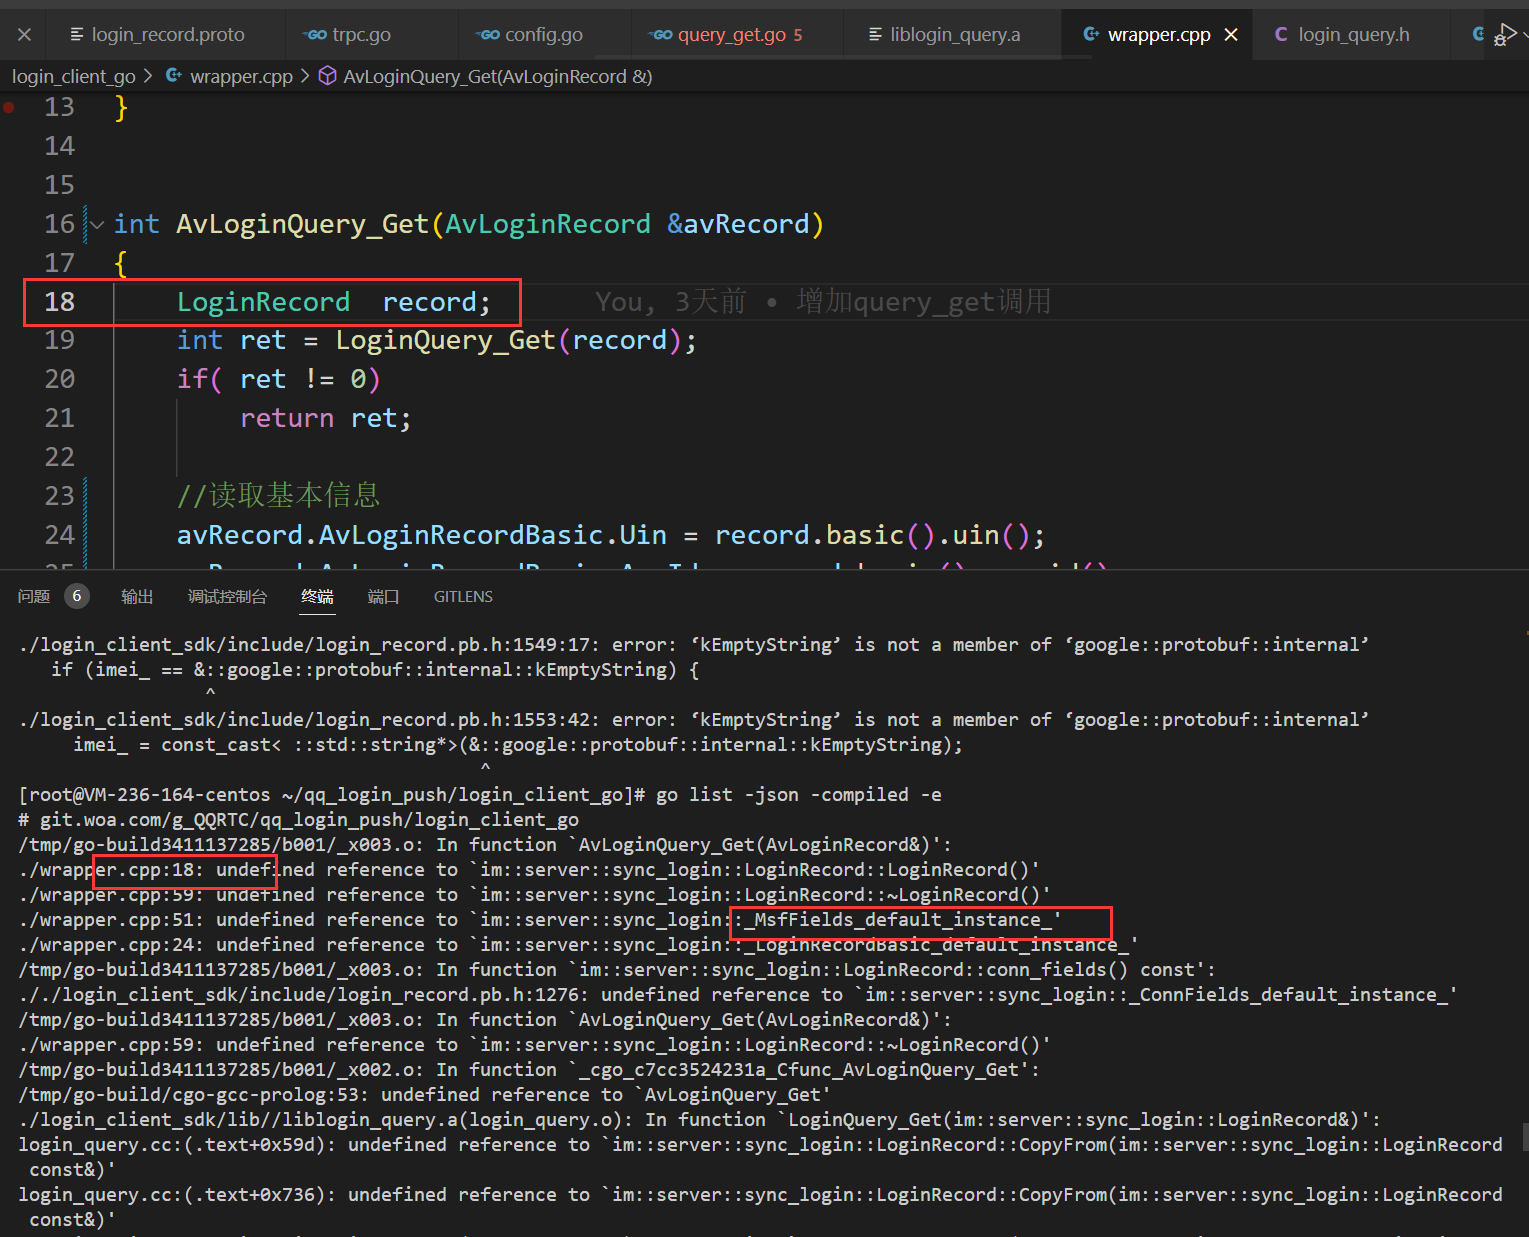 login_record.proto trpc.go config.go query_get.go 5 liblogin_query.a wrapper.cpp C login_query.h
login_client_go > wrapper.cpp > AvLoginQuery_Get(AvLoginRecord &)
13 }
14
15
16 int AvLoginQuery_Get(AvLoginRecord &avRecord)
17 {
18 LoginRecord  record; You, 3天前 • 增加query_get调用
19 int ret = LoginQuery_Get(record);
20 if( ret != 0)
21 return ret;
22
23 //读取基本信息
24 avRecord.AvLoginRecordBasic.Uin = record.basic().uin();
问题 6 输出 调试控制台 终端 端口 GITLENS
./login_client_sdk/include/login_record.pb.h:1549:17: error: ‘kEmptyString’ is not a member of ‘google::protobuf::internal’
if (imei_ == &::google::protobuf::internal::kEmptyString) {
^
./login_client_sdk/include/login_record.pb.h:1553:42: error: ‘kEmptyString’ is not a member of ‘google::protobuf::internal’
imei_ = const_cast< ::std::string*>(&::google::protobuf::internal::kEmptyString);
^
[root@VM-236-164-centos ~/qq_login_push/login_client_go]# go list -json -compiled -e
# git.woa.com/g_QQRTC/qq_login_push/login_client_go
/tmp/go-build3411137285/b001/_x003.o: In function `AvLoginQuery_Get(AvLoginRecord&)':
./wrapper.cpp:18: undefined reference to `im::server::sync_login::LoginRecord::LoginRecord()'
./wrapper.cpp:59: undefined reference to `im::server::sync_login::LoginRecord::~LoginRecord()'
./wrapper.cpp:51: undefined reference to `im::server::sync_login::_MsfFields_default_instance_'
./wrapper.cpp:24: undefined reference to `im::server::sync_login::_LoginRecordBasic_default_instance_'
/tmp/go-build3411137285/b001/_x003.o: In function `im::server::sync_login::LoginRecord::conn_fields() const':
././login_client_sdk/include/login_record.pb.h:1276: undefined reference to `im::server::sync_login::_ConnFields_default_instance_'
/tmp/go-build3411137285/b001/_x003.o: In function `AvLoginQuery_Get(AvLoginRecord&)':
./wrapper.cpp:59: undefined reference to `im::server::sync_login::LoginRecord::~LoginRecord()'
/tmp/go-build3411137285/b001/_x002.o: In function `_cgo_c7cc3524231a_Cfunc_AvLoginQuery_Get':
/tmp/go-build/cgo-gcc-prolog:53: undefined reference to `AvLoginQuery_Get'
./login_client_sdk/lib//liblogin_query.a(login_query.o): In function `LoginQuery_Get(im::server::sync_login::LoginRecord&)':
login_query.cc:(.text+0x59d): undefined reference to `im::server::sync_login::LoginRecord::CopyFrom(im::server::sync_login::LoginRecord
const&)'
login_query.cc:(.text+0x736): undefined reference to `im::server::sync_login::LoginRecord::CopyFrom(im::server::sync_login::LoginRecord
const&)'